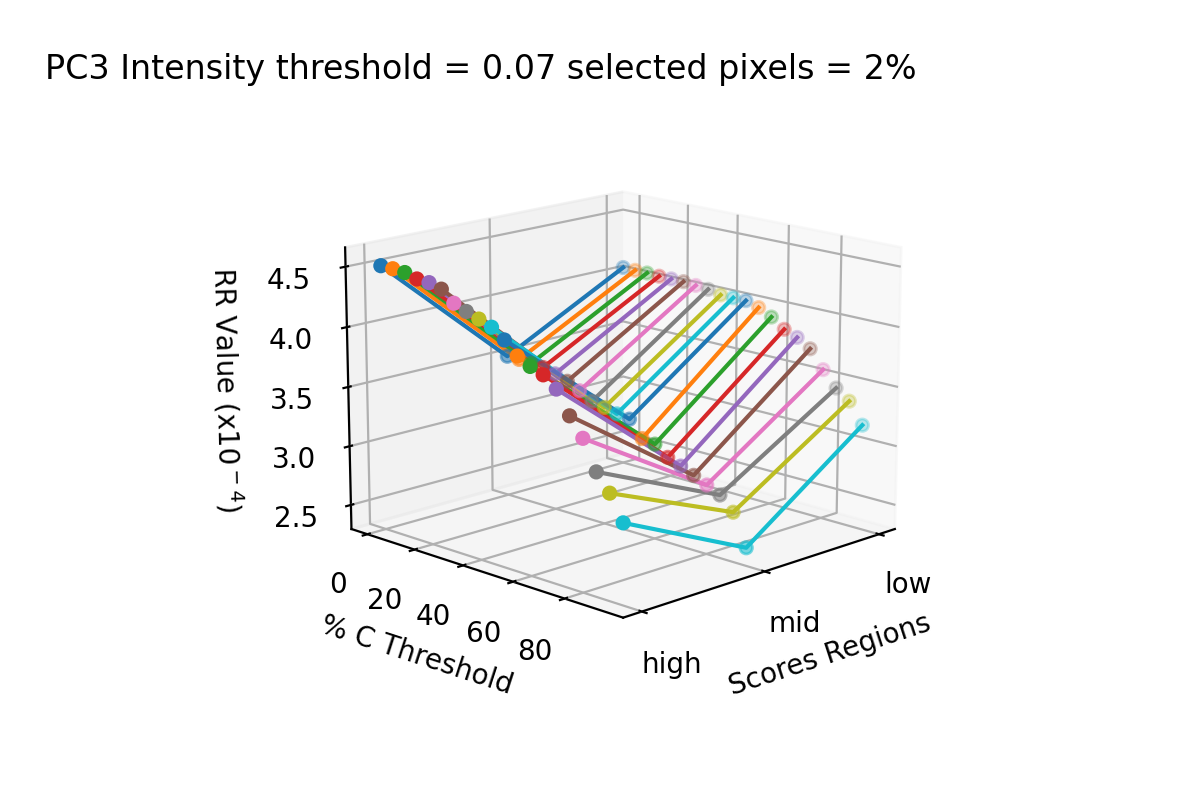 PC3 Intensity threshold = 0.07 selected pixels = 2%
RR Value (x10⁻⁴)
4.5
4.0
3.5
3.0
2.5
0
20
40
60
80
% C Threshold
high
mid
low
Scores Regions